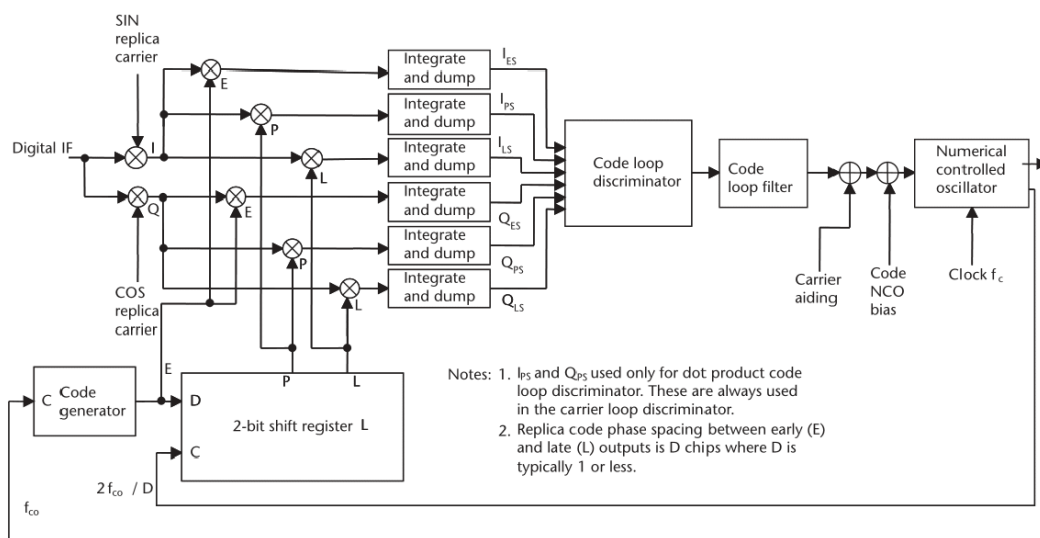 SIN
replica
carrier
Integrate
and dump
I_ES
E
Integrate
and dump
I_PS
P
Digital IF
I
Integrate
and dump
I_LS
L
Code loop
discriminator
Code
loop filter
Numerical
controlled
oscillator
Q
E
Integrate
and dump
Q_ES
P
Integrate
and dump
Q_PS
L
Integrate
and dump
Q_LS
COS
replica
carrier
Carrier
aiding
Code
NCO
bias
Clock f_c
E
P
L
C
Code
generator
D
2-bit shift register L
C
2f_co / D
f_co
Notes: 1. I_PS and Q_PS used only for dot product code
loop discriminator. These are always used
in the carrier loop discriminator.
2. Replica code phase spacing between early (E)
and late (L) outputs is D chips where D is
typically 1 or less.